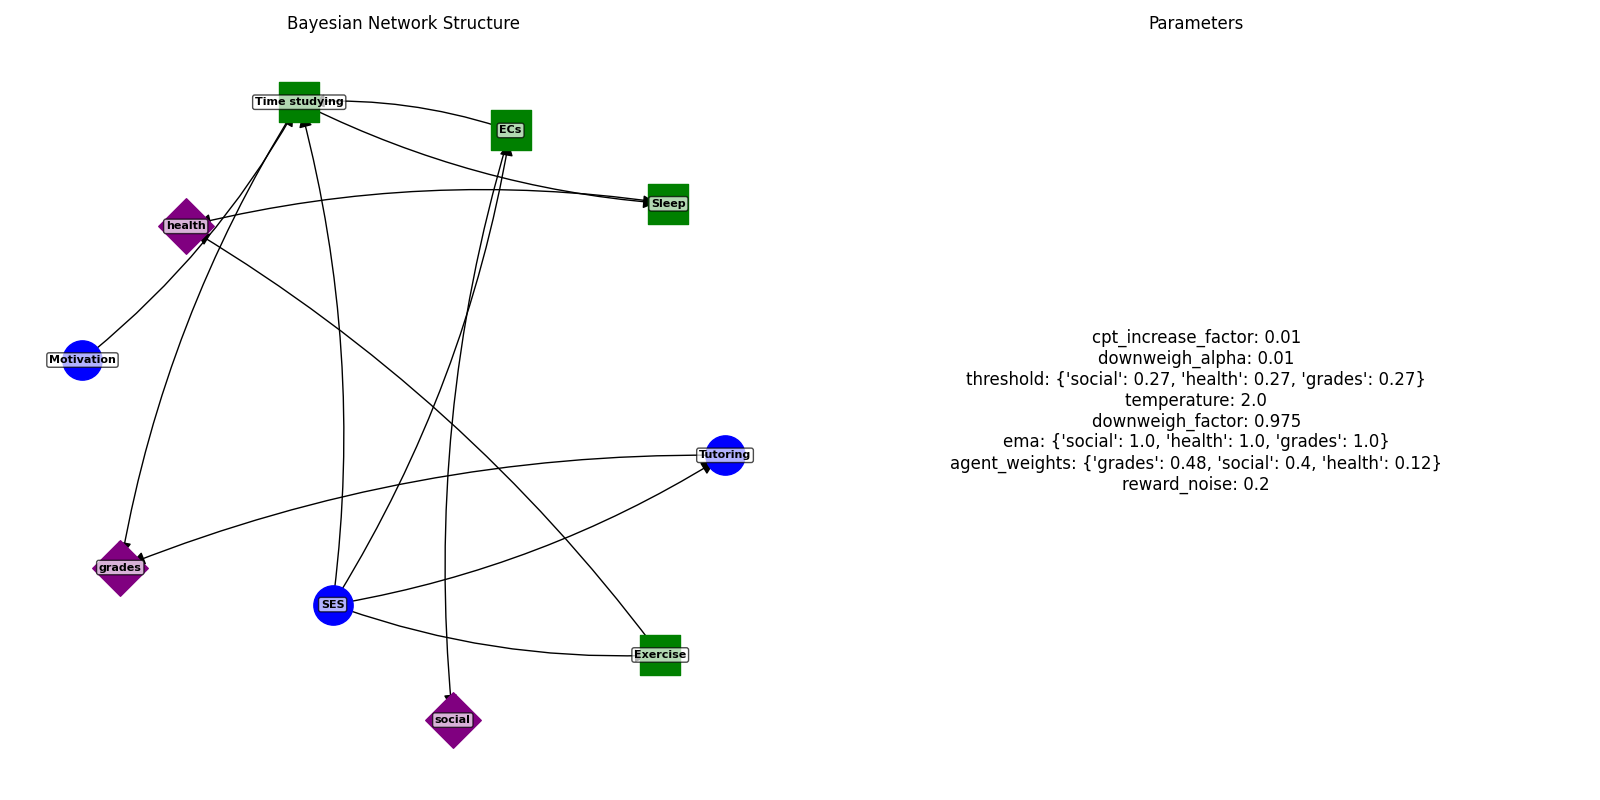 Bayesian Network Structure
Time studying
ECs
Sleep
health
Motivation
Tutoring
grades
SES
Exercise
social
Parameters
cpt_increase_factor: 0.01
downweigh_alpha: 0.01
threshold: {'social': 0.27, 'health': 0.27, 'grades': 0.27}
temperature: 2.0
downweigh_factor: 0.975
ema: {'social': 1.0, 'health': 1.0, 'grades': 1.0}
agent_weights: {'grades': 0.48, 'social': 0.4, 'health': 0.12}
reward_noise: 0.2